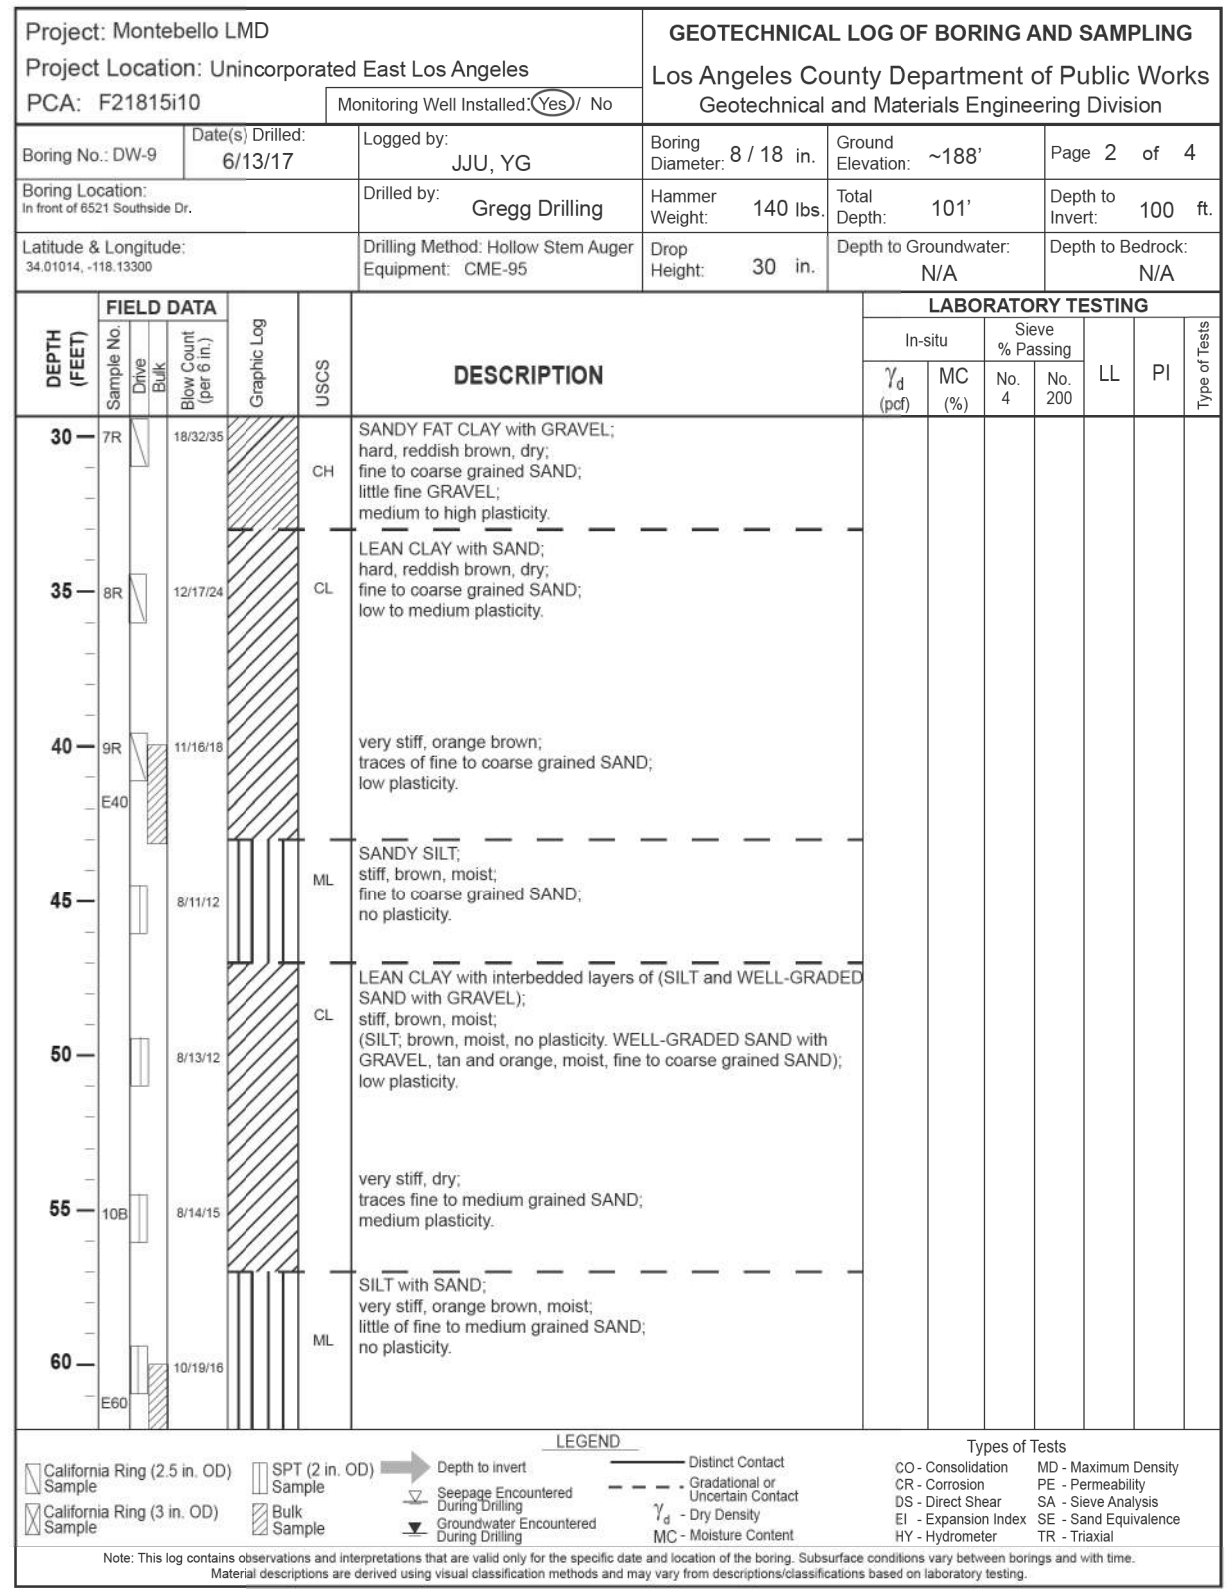 Project: Montebello LMD
Project Location: Unincorporated East Los Angeles
PCA: F21815i10
Monitoring Well Installed: Yes / No
GEOTECHNICAL LOG OF BORING AND SAMPLING
Los Angeles County Department of Public Works
Geotechnical and Materials Engineering Division
Boring No.: DW-9
Date(s) Drilled:
6/13/17
Logged by:
JJU, YG
Boring
Diameter: 8 / 18 in.
Ground
Elevation: ~188'
Page 2 of 4
Boring Location:
In front of 6521 Southside Dr.
Drilled by:
Gregg Drilling
Hammer
Weight: 140 lbs.
Total
Depth: 101'
Depth to
Invert: 100 ft.
Latitude & Longitude:
34.01014, -118.13300
Drilling Method: Hollow Stem Auger
Equipment: CME-95
Drop
Height: 30 in.
Depth to Groundwater:
N/A
Depth to Bedrock:
N/A
DEPTH
(FEET)
FIELD DATA
Sample No.
Drive
Bulk
Blow Count
(per 6 in.)
Graphic Log
USCS
DESCRIPTION
LABORATORY TESTING
In-situ
γd
(pcf)
MC
(%)
Sieve
% Passing
No.
4
No.
200
LL
PI
Type of Tests
30 7R 18/32/35
CH
SANDY FAT CLAY with GRAVEL;
hard, reddish brown, dry;
fine to coarse grained SAND;
little fine GRAVEL;
medium to high plasticity.
35 8R 12/17/24 CL
LEAN CLAY with SAND;
hard, reddish brown, dry;
fine to coarse grained SAND;
low to medium plasticity.
40 9R 11/16/18
very stiff, orange brown;
traces of fine to coarse grained SAND;
low plasticity.
E40
ML
SANDY SILT;
stiff, brown, moist;
fine to coarse grained SAND;
no plasticity.
45 8/11/12
CL
LEAN CLAY with interbedded layers of (SILT and WELL-GRADED
SAND with GRAVEL);
stiff, brown, moist;
(SILT; brown, moist, no plasticity. WELL-GRADED SAND with
GRAVEL, tan and orange, moist, fine to coarse grained SAND);
low plasticity.
50 8/13/12
very stiff, dry;
traces fine to medium grained SAND;
medium plasticity.
55 10B 8/14/15
SILT with SAND;
very stiff, orange brown, moist;
little of fine to medium grained SAND;
no plasticity.
ML
60 10/19/16
E60
LEGEND
California Ring (2.5 in. OD)
Sample
California Ring (3 in. OD)
Sample
SPT (2 in. OD)
Sample
Bulk
Sample
Depth to invert
Seepage Encountered
During Drilling
Groundwater Encountered
During Drilling
Distinct Contact
Gradational or
Uncertain Contact
γd - Dry Density
MC - Moisture Content
Types of Tests
CO - Consolidation
CR - Corrosion
DS - Direct Shear
EI - Expansion Index
HY - Hydrometer
MD - Maximum Density
PE - Permeability
SA - Sieve Analysis
SE - Sand Equivalence
TR - Triaxial
Note: This log contains observations and interpretations that are valid only for the specific date and location of the boring. Subsurface conditions vary between borings and with time.
Material descriptions are derived using visual classification methods and may vary from descriptions/classifications based on laboratory testing.